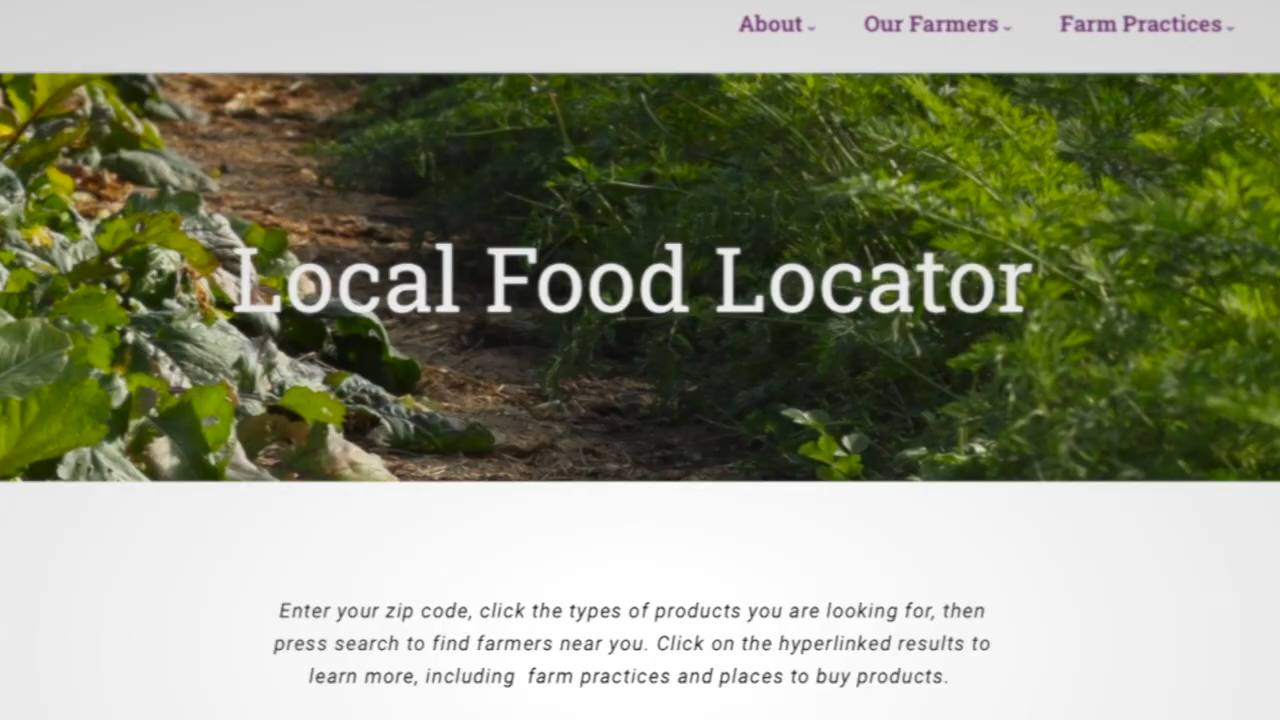 About Our Farmers Farm Practices
Local Food Locator
Enter your zip code, click the types of products you are looking for, then
press search to find farmers near you. Click on the hyperlinked results to
learn more, including farm practices and places to buy products.